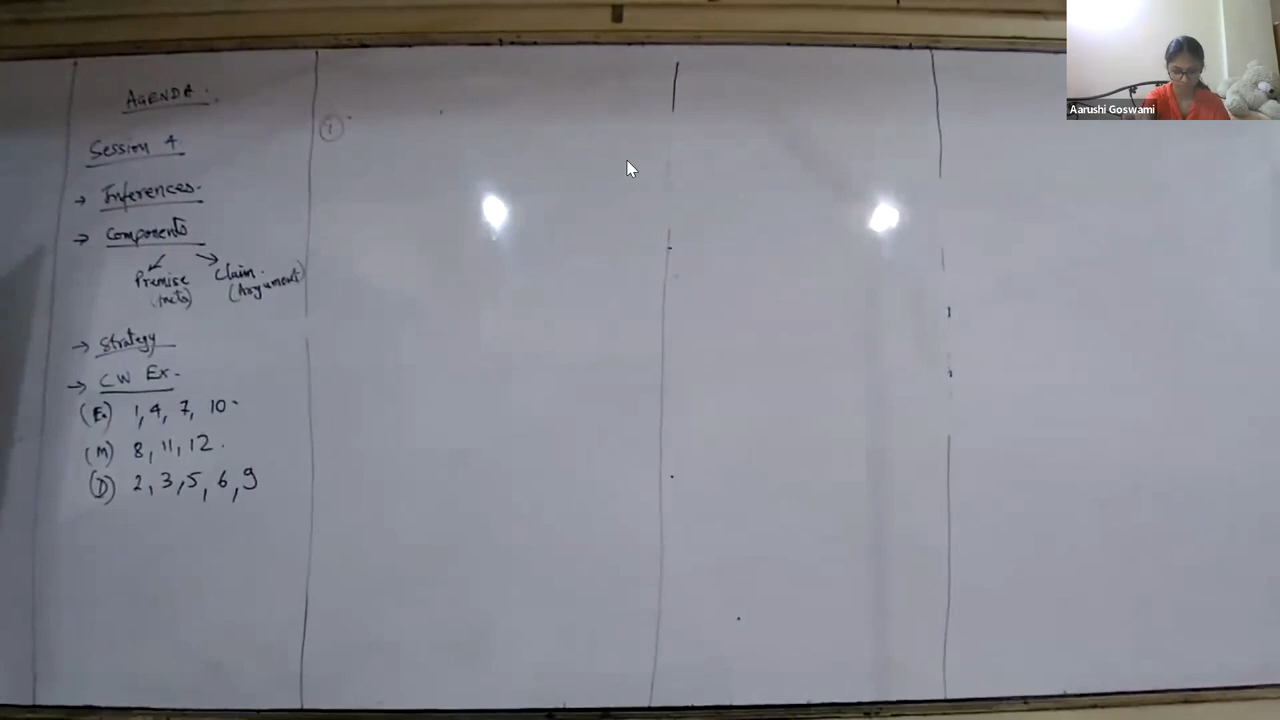 AGENDA.
Session 4
→ Inferences.
→ Components
Premise Claim.
(facts) (Argument)
→ Strategy
→ CW Ex.
(E) 1, 4, 7, 10
(M) 8, 11, 12.
(D) 2, 3, 5, 6, 9
1
Aarushi Goswami